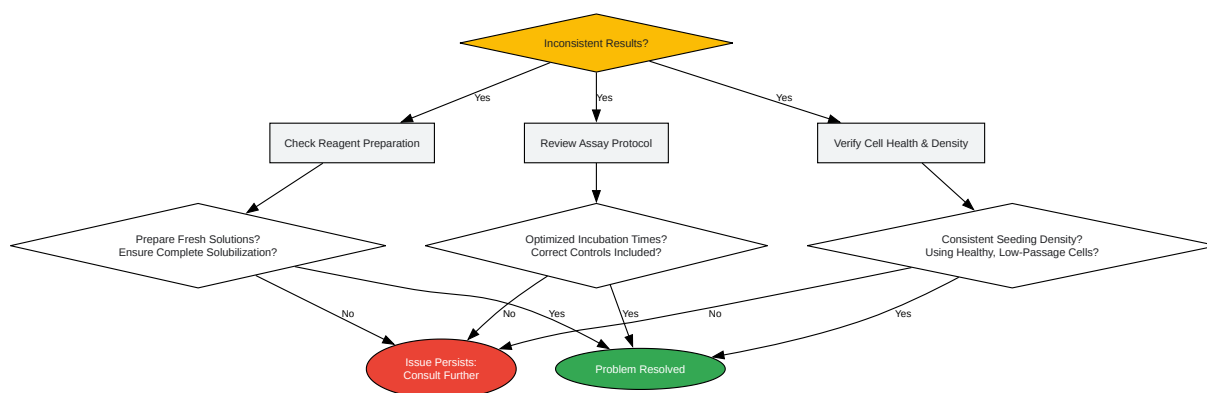 Inconsistent Results?
Yes
Yes
Yes
Check Reagent Preparation
Review Assay Protocol
Verify Cell Health & Density
Prepare Fresh Solutions?
Ensure Complete Solubilization?
Optimized Incubation Times?
Correct Controls Included?
Consistent Seeding Density?
Using Healthy, Low-Passage Cells?
No
Yes
No
Yes
No
Yes
Issue Persists:
Consult Further
Problem Resolved